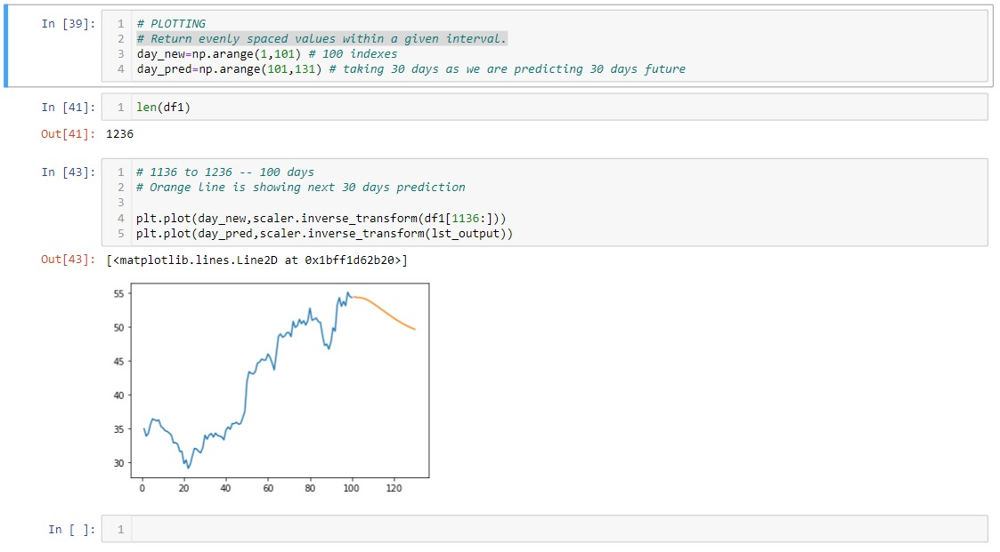 In [39]:
1 # PLOTTING
2 # Return evenly spaced values within a given interval.
3 day_new=np.arange(1,101) # 100 indexes
4 day_pred=np.arange(101,131) # taking 30 days as we are predicting 30 days future
In [41]:
1 len(df1)
Out[41]: 1236
In [43]:
1 # 1136 to 1236 -- 100 days
2 # Orange line is showing next 30 days prediction
3
4 plt.plot(day_new,scaler.inverse_transform(df1[1136:]))
5 plt.plot(day_pred,scaler.inverse_transform(lst_output))
Out[43]: [<matplotlib.lines.Line2D at 0x1bff1d62b20>]
55
50
45
40
35
30
0 20 40 60 80 100 120
In [ ]: 1